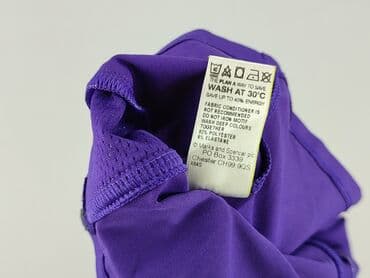 THE PLAN A WAY TO SAVE
WASH AT 30°C
SAVE UP TO 40% ENERGY
FABRIC CONDITIONER IS
NOT RECOMMENDED
DO NOT IRON MOTIF
WASH DEEP COLOURS
TOGETHER
POLYESTER
ELASTANE
© Marks and Spencer plc
PO Box 3339
Chester CH99 9QS